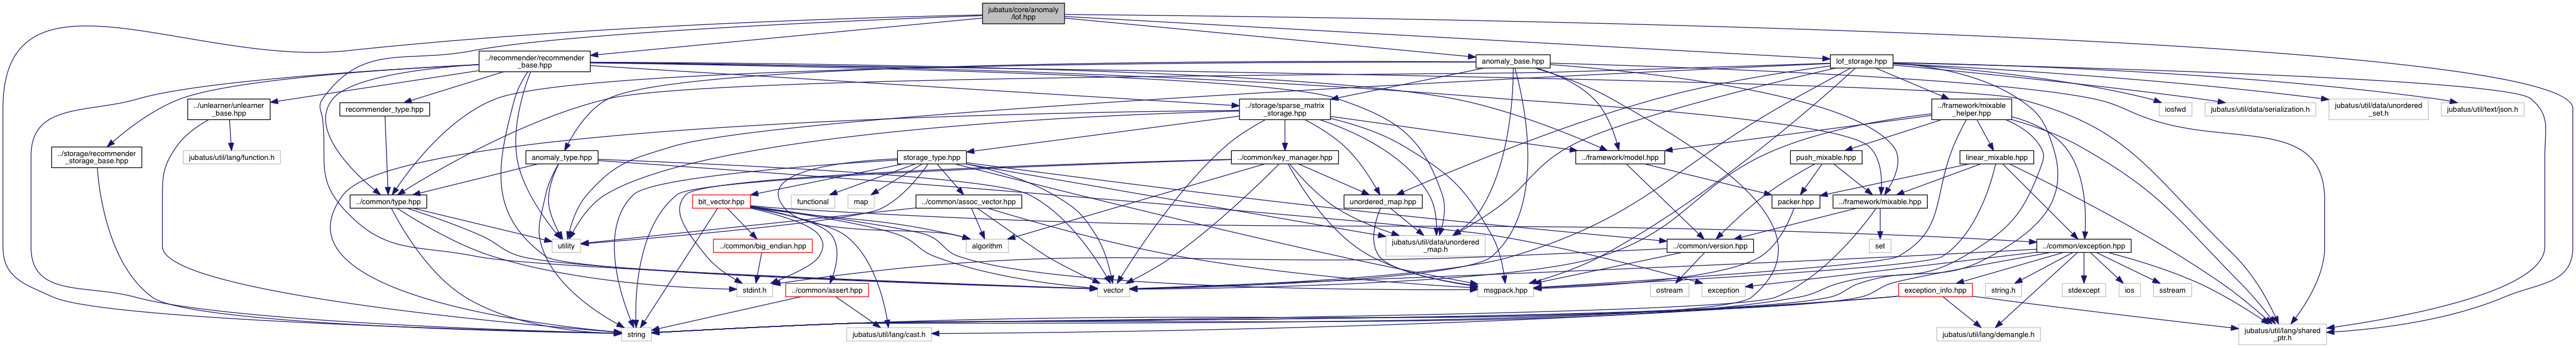 jubatus/core/anomaly
/lof.hpp
../recommender/recommender
_base.hpp
anomaly_base.hpp
lof_storage.hpp
../unlearner/unlearner
_base.hpp
recommender_type.hpp
../storage/sparse_matrix
_storage.hpp
../framework/mixable
_helper.hpp
iosfwd
jubatus/util/data/serialization.h
jubatus/util/data/unordered
_set.h
jubatus/util/text/json.h
../storage/recommender
_storage_base.hpp
jubatus/util/lang/function.h
anomaly_type.hpp
storage_type.hpp
../common/key_manager.hpp
../framework/model.hpp
push_mixable.hpp
linear_mixable.hpp
../common/type.hpp
bit_vector.hpp
functional
map
../common/assoc_vector.hpp
unordered_map.hpp
packer.hpp
../framework/mixable.hpp
utility
../common/big_endian.hpp
algorithm
jubatus/util/data/unordered
_map.h
../common/version.hpp
set
../common/exception.hpp
stdint.h
../common/assert.hpp
vector
msgpack.hpp
ostream
exception
exception_info.hpp
string.h
stdexcept
ios
sstream
string
jubatus/util/lang/cast.h
jubatus/util/lang/demangle.h
jubatus/util/lang/shared
_ptr.h